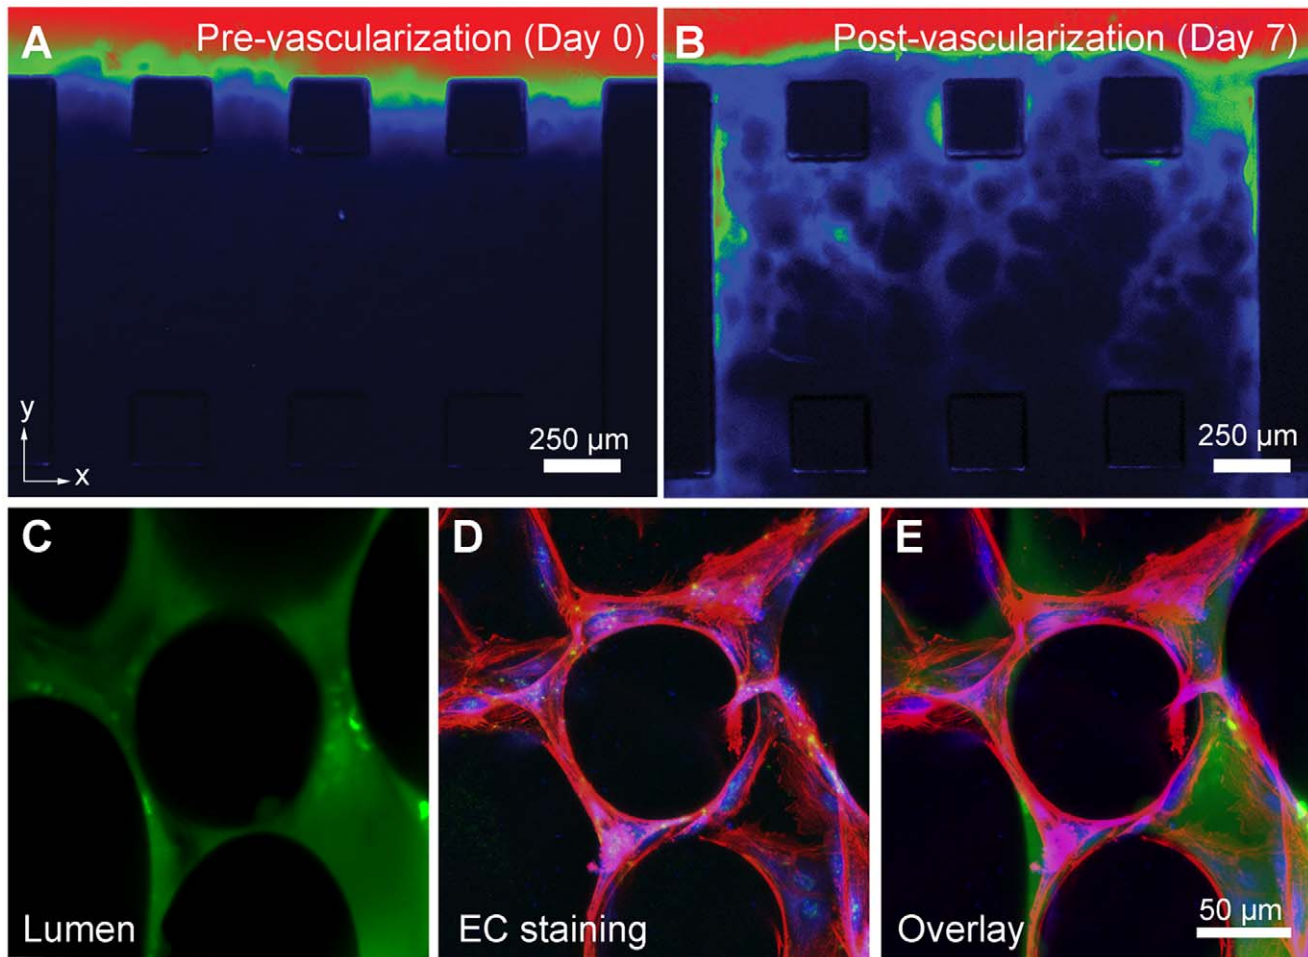 A Pre-vascularization (Day 0)
B Post-vascularization (Day 7)
y
x
250 µm
250 µm
C
D
E
Lumen
EC staining
Overlay
50 µm